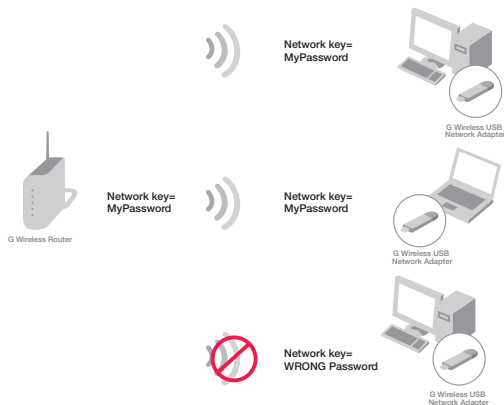 Network key=
MyPassword
G Wireless USB
Network Adapter
G Wireless Router
Network key=
MyPassword
Network key=
MyPassword
G Wireless USB
Network Adapter
Network key=
WRONG Password
G Wireless USB
Network Adapter